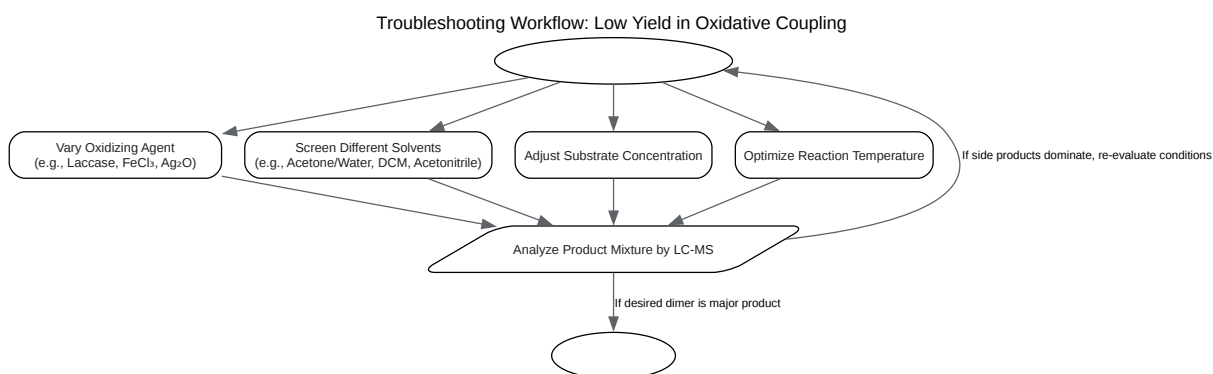 Troubleshooting Workflow: Low Yield in Oxidative Coupling
Vary Oxidizing Agent
(e.g., Laccase, FeCl₃, Ag₂O)
Screen Different Solvents
(e.g., Acetone/Water, DCM, Acetonitrile)
Adjust Substrate Concentration
Optimize Reaction Temperature
If side products dominate, re-evaluate conditions
Analyze Product Mixture by LC-MS
If desired dimer is major product